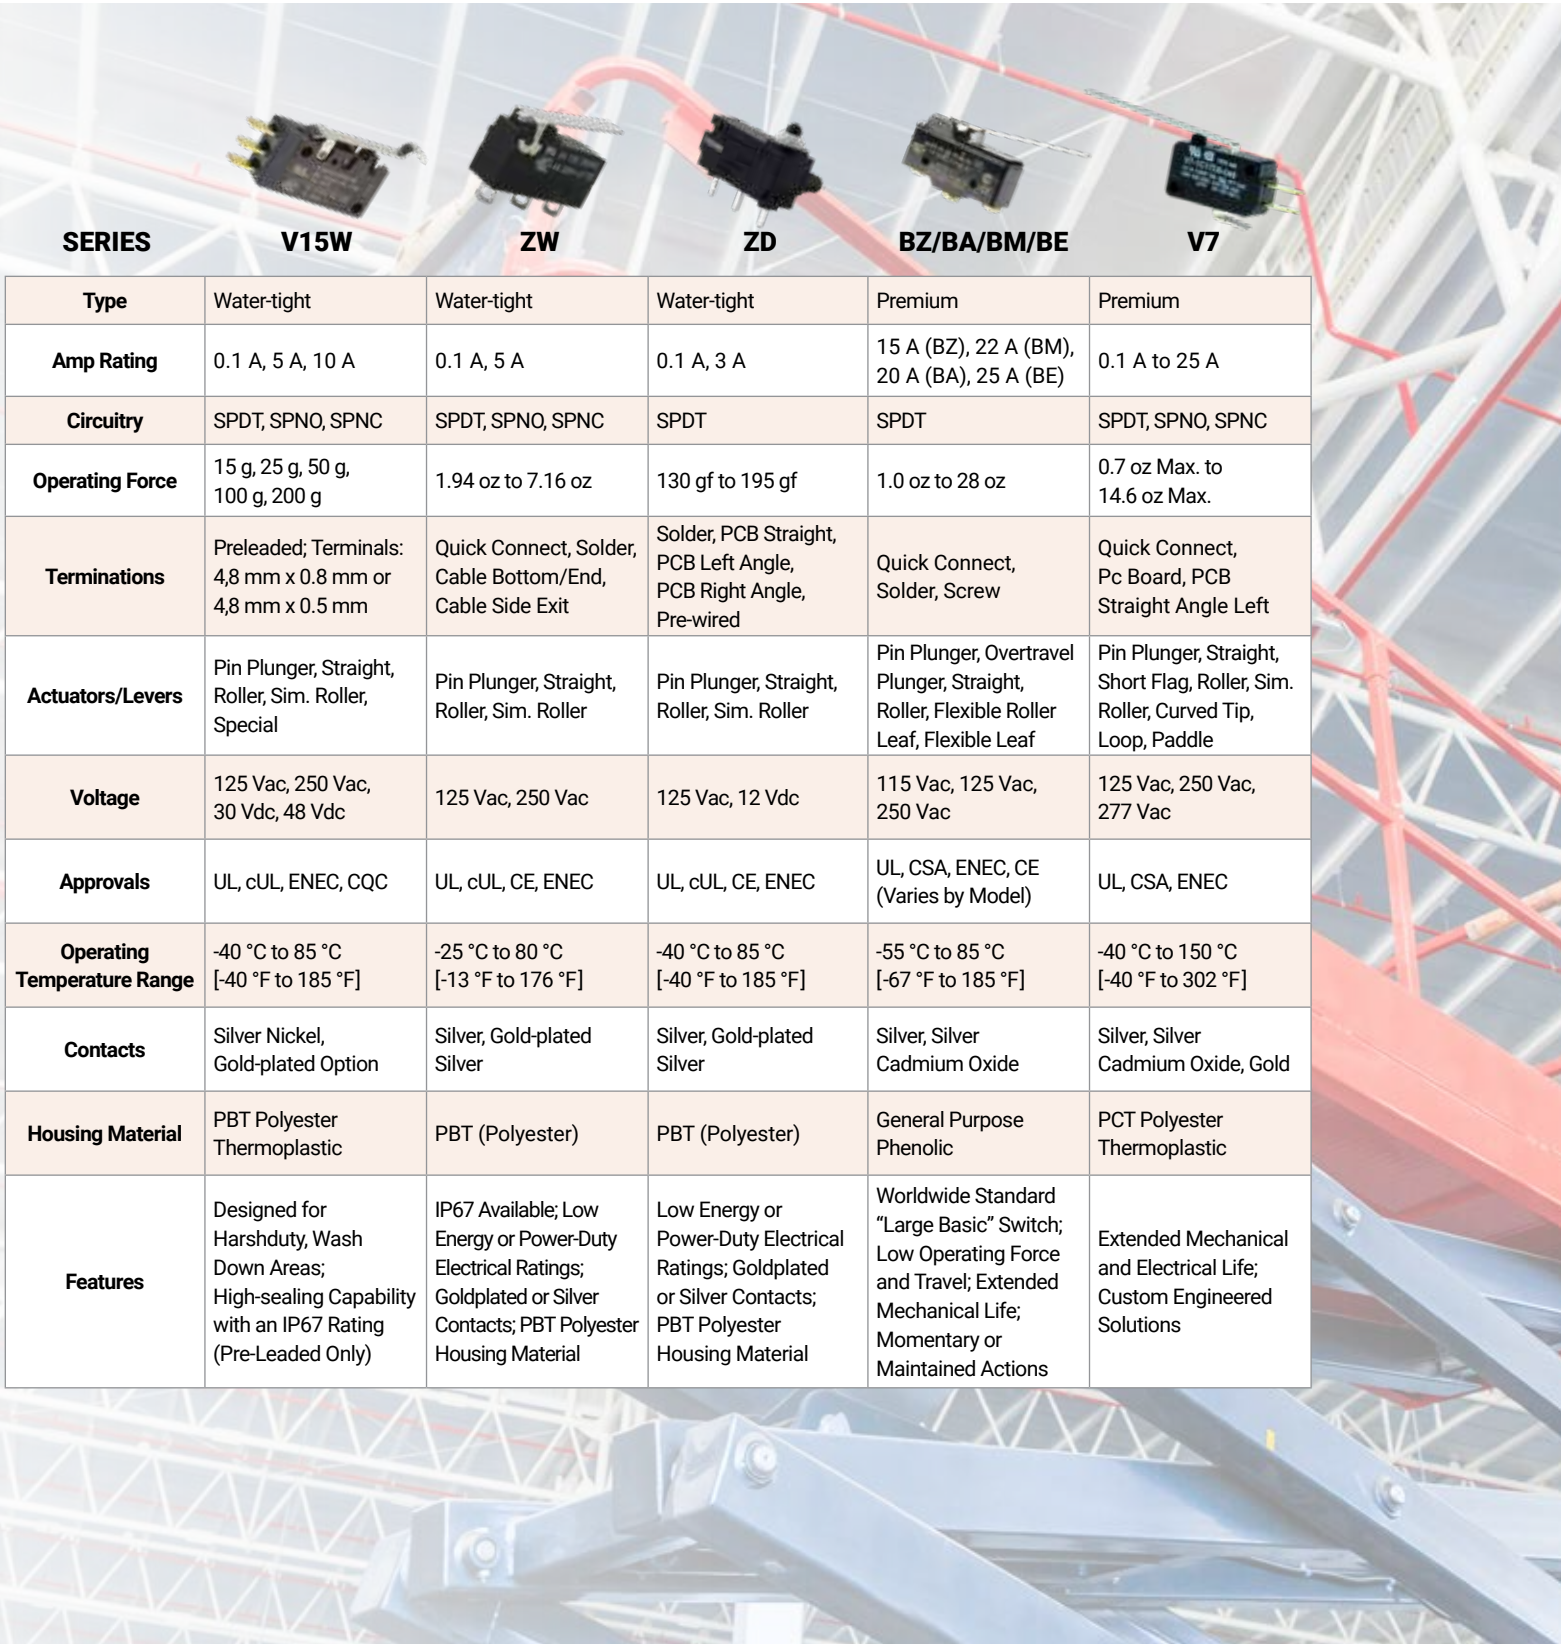 SERIES V15W ZW ZD BZ/BA/BM/BE V7
Type
Water-tight
Water-tight
Water-tight
Premium
Premium
Amp Rating
0.1 A, 5 A, 10 A
0.1 A, 5 A
0.1 A, 3 A
15 A (BZ), 22 A (BM),
20 A (BA), 25 A (BE)
0.1 A to 25 A
Circuitry
SPDT, SPNO, SPNC
SPDT, SPNO, SPNC
SPDT
SPDT
SPDT, SPNO, SPNC
Operating Force
15 g, 25 g, 50 g,
100 g, 200 g
1.94 oz to 7.16 oz
130 gf to 195 gf
1.0 oz to 28 oz
0.7 oz Max. to
14.6 oz Max.
Terminations
Preleaded; Terminals:
4,8 mm x 0.8 mm or
4,8 mm x 0.5 mm
Quick Connect, Solder,
Cable Bottom/End,
Cable Side Exit
Solder, PCB Straight,
PCB Left Angle,
PCB Right Angle,
Pre-wired
Quick Connect,
Solder, Screw
Quick Connect,
Pc Board, PCB
Straight Angle Left
Actuators/Levers
Pin Plunger, Straight,
Roller, Sim. Roller,
Special
Pin Plunger, Straight,
Roller, Sim. Roller
Pin Plunger, Straight,
Roller, Sim. Roller
Pin Plunger, Overtravel
Plunger, Straight,
Roller, Flexible Roller
Leaf, Flexible Leaf
Pin Plunger, Straight,
Short Flag, Roller, Sim.
Roller, Curved Tip,
Loop, Paddle
Voltage
125 Vac, 250 Vac,
30 Vdc, 48 Vdc
125 Vac, 250 Vac
125 Vac, 12 Vdc
115 Vac, 125 Vac,
250 Vac
125 Vac, 250 Vac,
277 Vac
Approvals
UL, cUL, ENEC, CQC
UL, cUL, CE, ENEC
UL, cUL, CE, ENEC
UL, CSA, ENEC, CE
(Varies by Model)
UL, CSA, ENEC
Operating
Temperature Range
-40 °C to 85 °C
[-40 °F to 185 °F]
-25 °C to 80 °C
[-13 °F to 176 °F]
-40 °C to 85 °C
[-40 °F to 185 °F]
-55 °C to 85 °C
[-67 °F to 185 °F]
-40 °C to 150 °C
[-40 °F to 302 °F]
Contacts
Silver Nickel,
Gold-plated Option
Silver, Gold-plated
Silver
Silver, Gold-plated
Silver
Silver, Silver
Cadmium Oxide
Silver, Silver
Cadmium Oxide, Gold
Housing Material
PBT Polyester
Thermoplastic
PBT (Polyester)
PBT (Polyester)
General Purpose
Phenolic
PCT Polyester
Thermoplastic
Features
Designed for
Harshduty, Wash
Down Areas;
High-sealing Capability
with an IP67 Rating
(Pre-Leaded Only)
IP67 Available; Low
Energy or Power-Duty
Electrical Ratings;
Goldplated or Silver
Contacts; PBT Polyester
Housing Material
Low Energy or
Power-Duty Electrical
Ratings; Goldplated
or Silver Contacts;
PBT Polyester
Housing Material
Worldwide Standard
“Large Basic” Switch;
Low Operating Force
and Travel; Extended
Mechanical Life;
Momentary or
Maintained Actions
Extended Mechanical
and Electrical Life;
Custom Engineered
Solutions